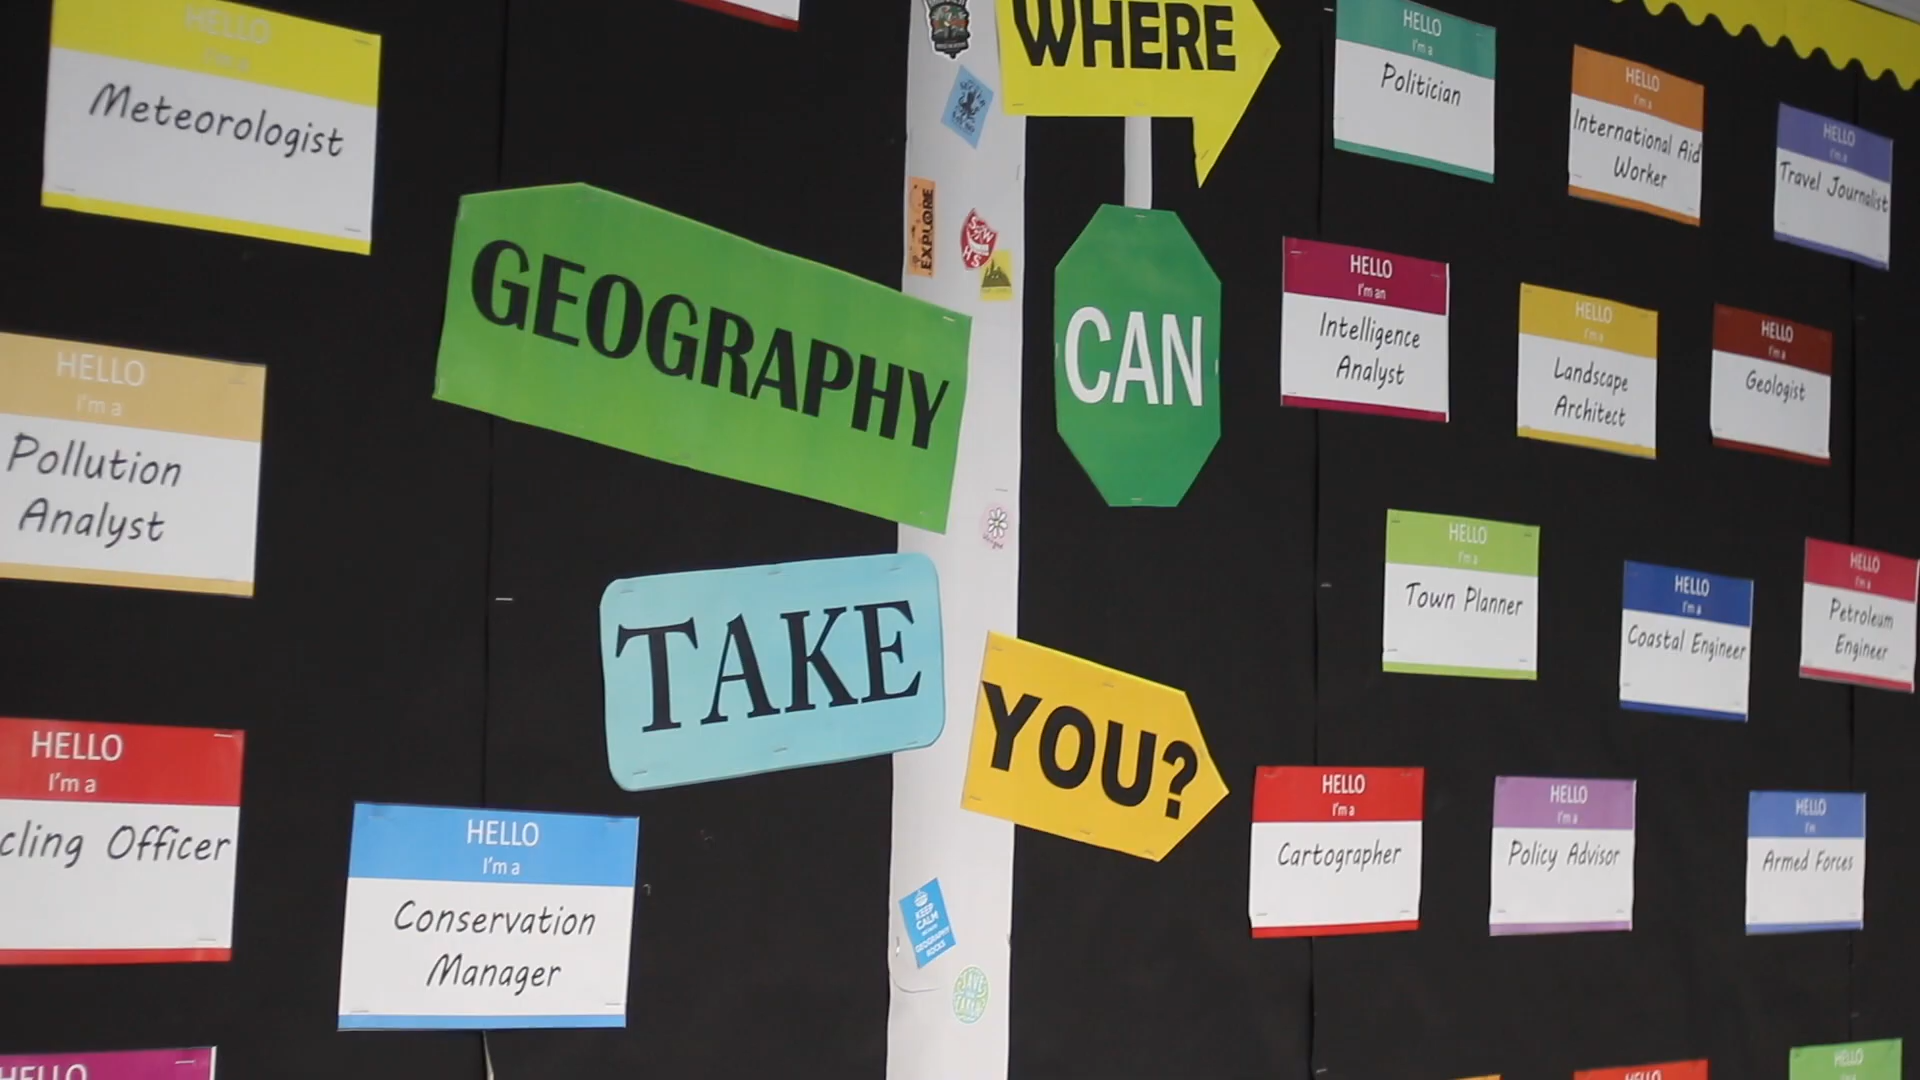 HELLO
I'm a
Meteorologist
HELLO
I'm a
Pollution
Analyst
HELLO
I'm a
cling Officer
HELLO
I'm a
Conservation
Manager
HELLO
WHERE
GEOGRAPHY
CAN
TAKE
YOU?
EXPLORE
KEEP
CALM
GEOGRAPHY
ROCKS
HELLO
I'm a
Politician
HELLO
I'm a
International Aid
Worker
HELLO
I'm a
Travel Journalist
HELLO
I'm an
Intelligence
Analyst
HELLO
I'm a
Landscape
Architect
HELLO
I'm a
Geologist
HELLO
I'm a
Town Planner
HELLO
I'm a
Coastal Engineer
HELLO
I'm a
Petroleum
Engineer
HELLO
I'm a
Cartographer
HELLO
I'm a
Policy Advisor
HELLO
I'm
Armed Forces
HELLO
HELLO
I'm a